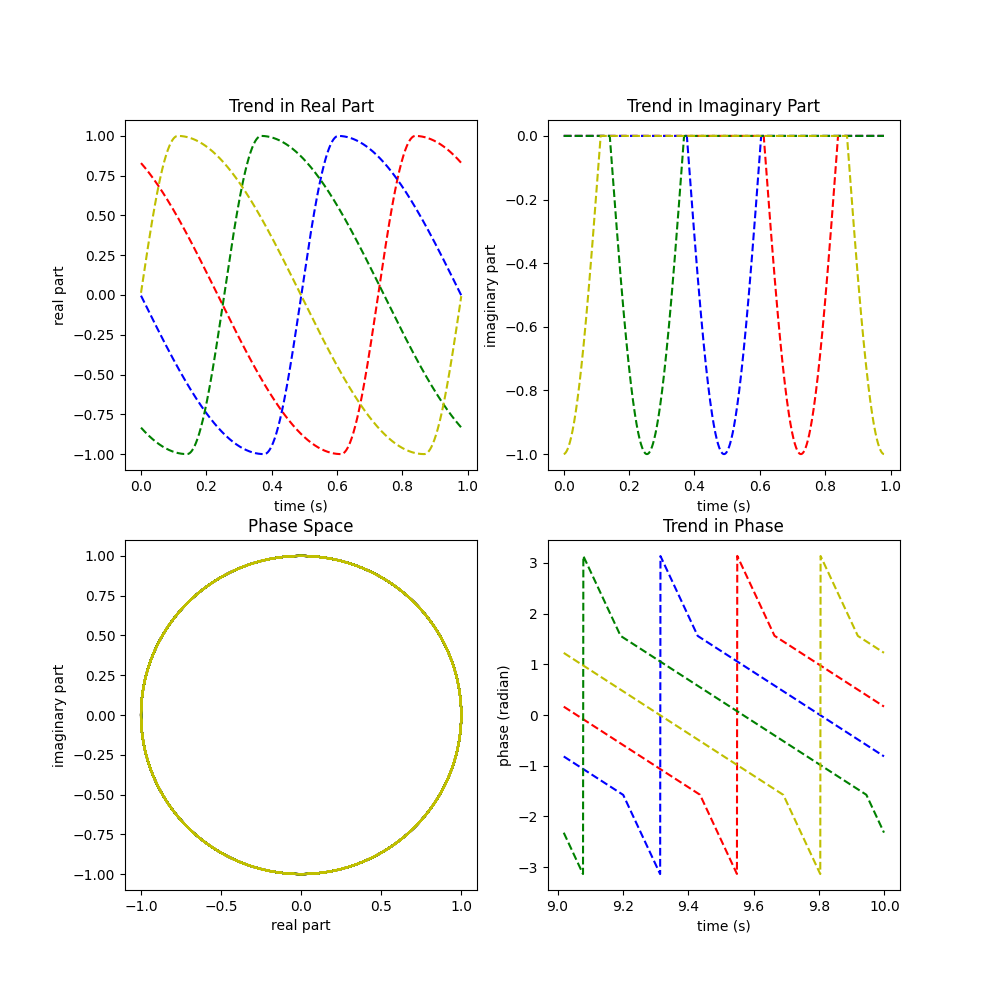 Trend in Real Part
1.00
0.75
0.50
0.25
0.00
−0.25
−0.50
−0.75
−1.00
real part
0.0 0.2 0.4 0.6 0.8 1.0
time (s)
Trend in Imaginary Part
0.0
−0.2
−0.4
−0.6
−0.8
−1.0
imaginary part
0.0 0.2 0.4 0.6 0.8 1.0
time (s)
Phase Space
1.00
0.75
0.50
0.25
0.00
−0.25
−0.50
−0.75
−1.00
imaginary part
−1.0 −0.5 0.0 0.5 1.0
real part
Trend in Phase
3
2
1
0
−1
−2
−3
phase (radian)
9.0 9.2 9.4 9.6 9.8 10.0
time (s)